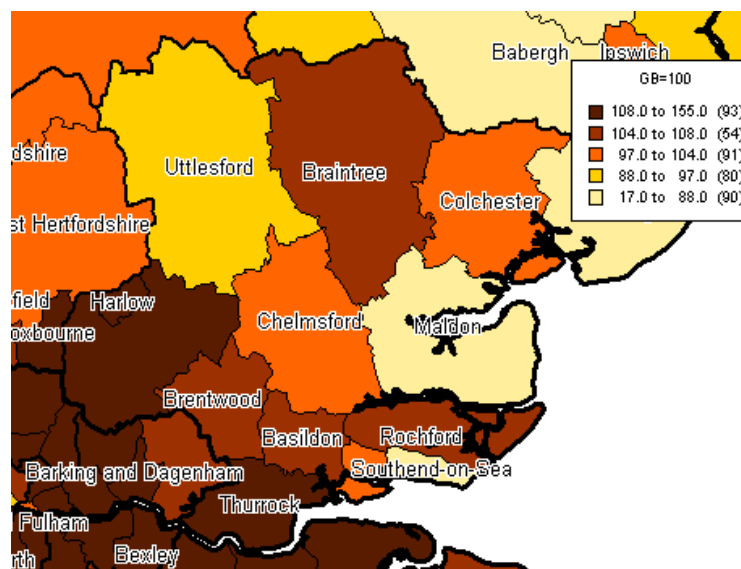 Babergh
Ipswich
GB=100
108.0 to 155.0 (93)
104.0 to 108.0 (54)
97.0 to 104.0 (91)
88.0 to 97.0 (80)
17.0 to 88.0 (90)
dshire
Uttlesford
Braintree
Colchester
st Hertfordshire
field
Harlow
oxbourne
Chelmsford
Maldon
Brentwood
Basildon
Rochford
Barking and Dagenham
Southend-on-Sea
Thurrock
Fulham
rth
Bexley